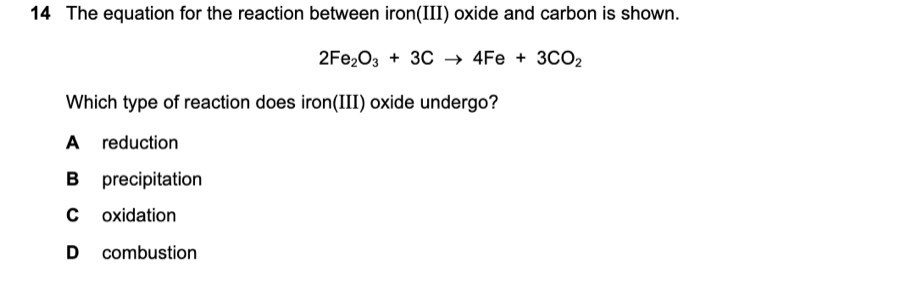 14 The equation for the reaction between iron(III) oxide and carbon is shown.
2Fe₂O₃ + 3C → 4Fe + 3CO₂
Which type of reaction does iron(III) oxide undergo?
A reduction
B precipitation
C oxidation
D combustion